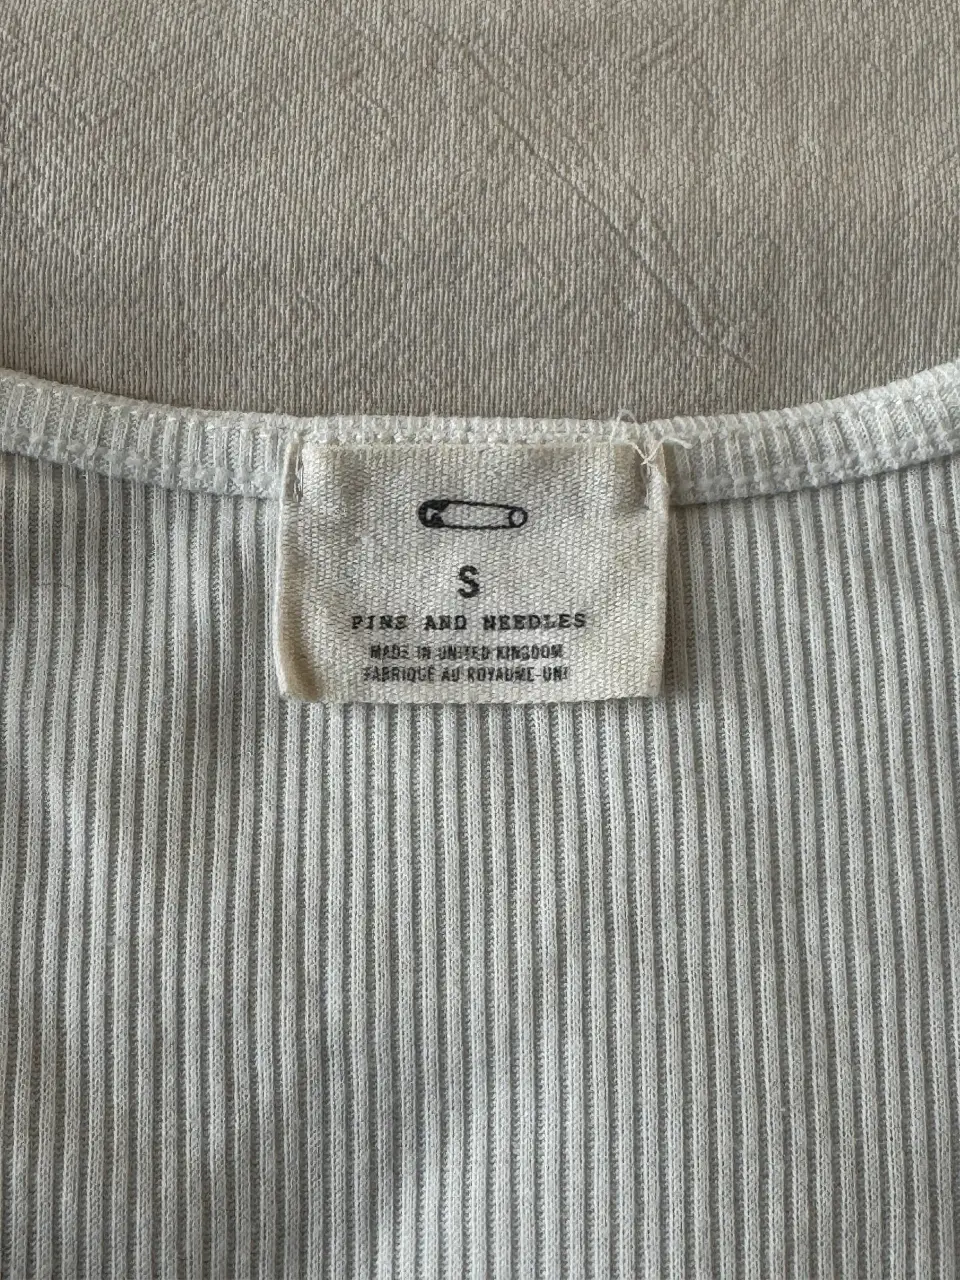 S
PINS AND NEEDLES
MADE IN UNITED KINGDOM
FABRIQUÉ AU ROYAUME-UNI